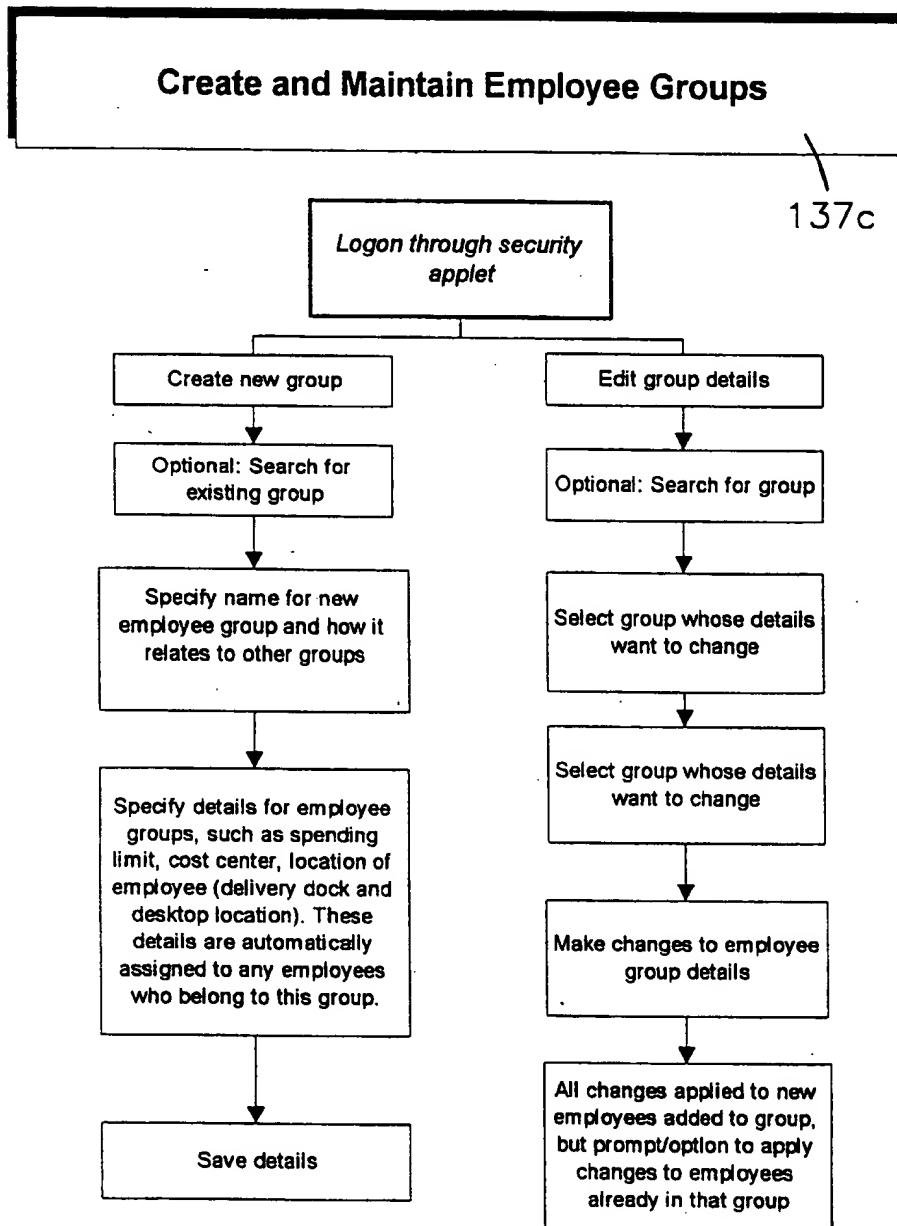 Create and Maintain Employee Groups
137c
Logon through security
applet
Create new group
Optional: Search for
existing group
Specify name for new
employee group and how it
relates to other groups
Specify details for employee
groups, such as spending
limit, cost center, location of
employee (delivery dock and
desktop location). These
details are automatically
assigned to any employees
who belong to this group.
Save details
Edit group details
Optional: Search for group
Select group whose details
want to change
Select group whose details
want to change
Make changes to employee
group details
All changes applied to new
employees added to group,
but prompt/option to apply
changes to employees
already in that group